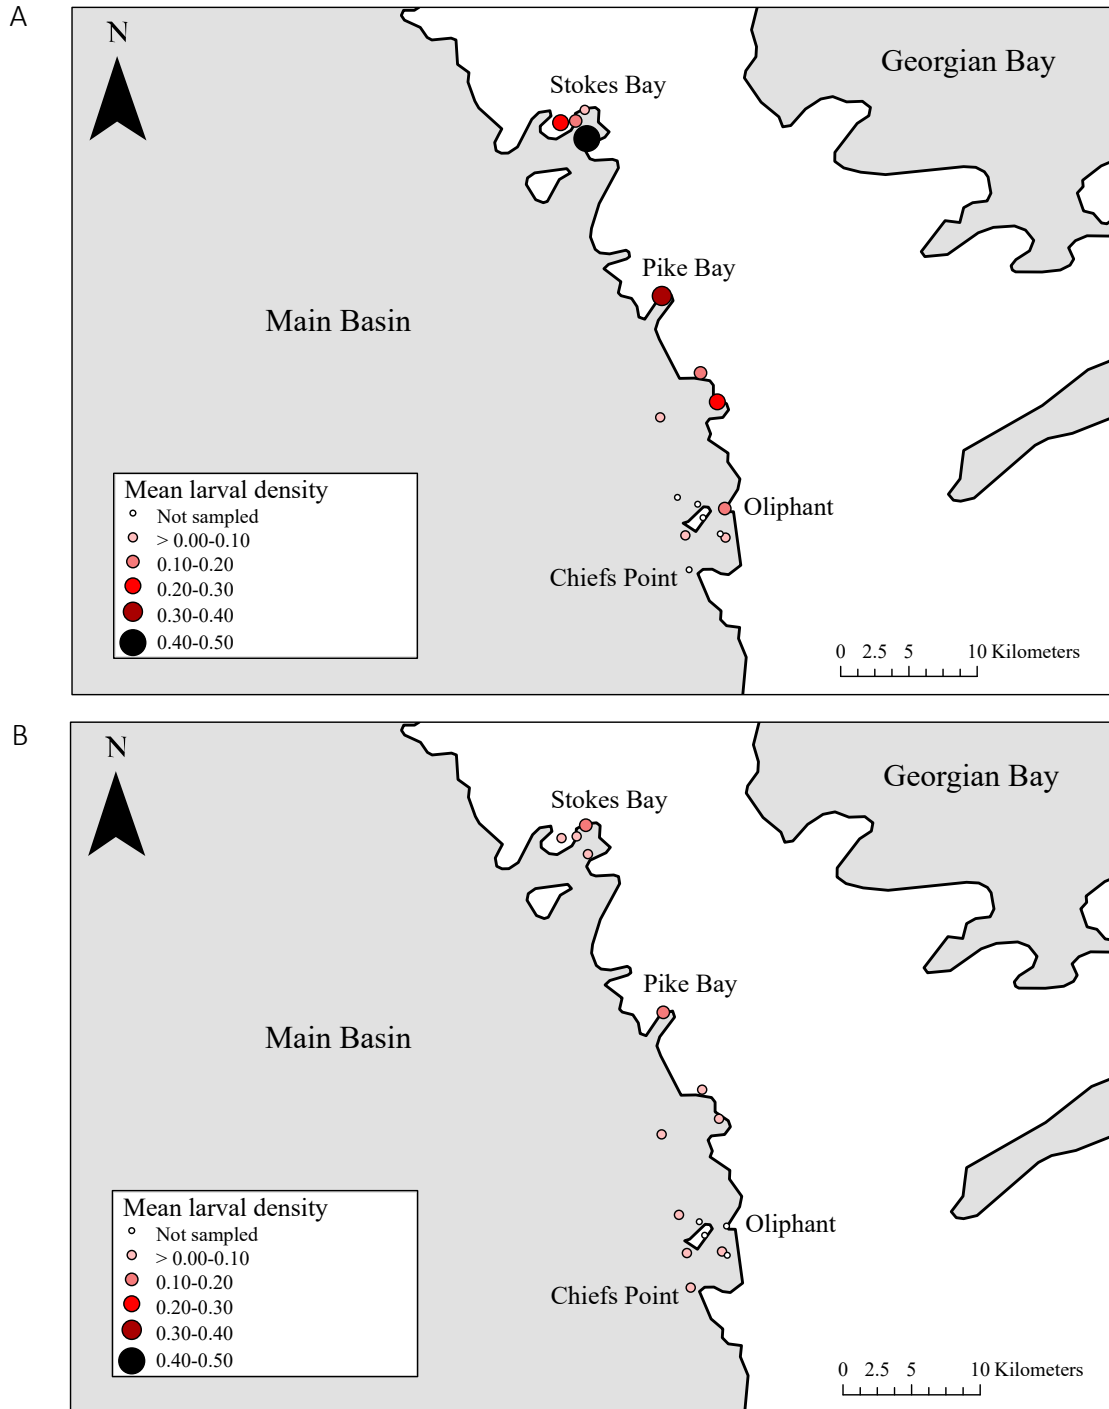 A
N
Georgian Bay
Stokes Bay
Pike Bay
Main Basin
Mean larval density
Not sampled
> 0.00-0.10
0.10-0.20
0.20-0.30
0.30-0.40
0.40-0.50
Oliphant
Chiefs Point
0 2.5 5 10 Kilometers
B
N
Georgian Bay
Stokes Bay
Pike Bay
Main Basin
Mean larval density
Not sampled
> 0.00-0.10
0.10-0.20
0.20-0.30
0.30-0.40
0.40-0.50
Oliphant
Chiefs Point
0 2.5 5 10 Kilometers